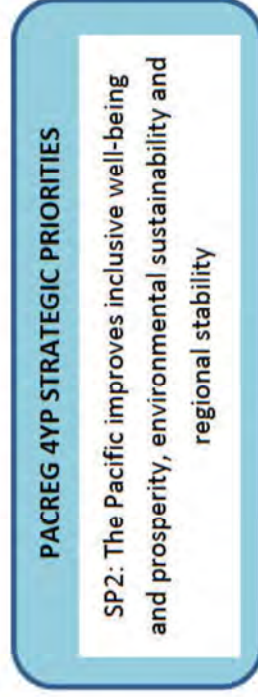 PACREG 4YP STRATEGIC PRIORITIES
SP2: The Pacific improves inclusive well-being
and prosperity, environmental sustainability and
regional stability